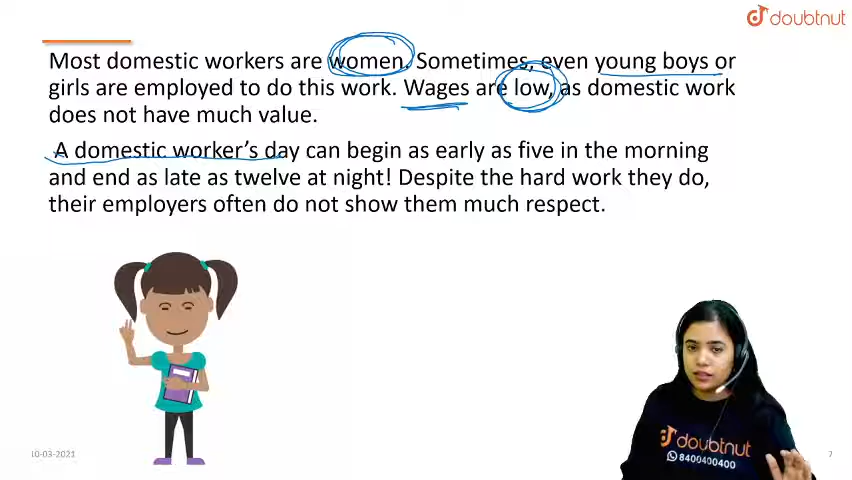 doubtnut
Most domestic workers are women. Sometimes, even young boys or
girls are employed to do this work. Wages are low, as domestic work
does not have much value.
A domestic worker's day can begin as early as five in the morning
and end as late as twelve at night! Despite the hard work they do,
their employers often do not show them much respect.
doubtnut
8400400400
10-03-2021
7